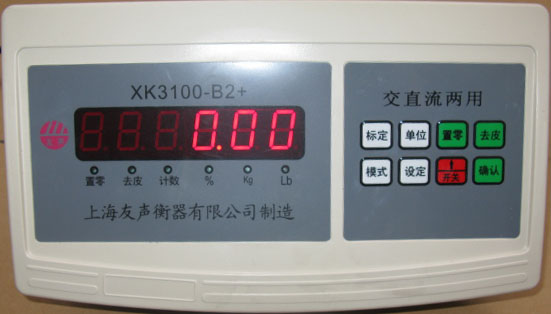 XK3100-B2+
0.00
置零 去皮 计数 % Kg Lb
上海友声衡器有限公司制造
交直流两用
标定 单位 置零 去皮
模式 设定 开关 确认